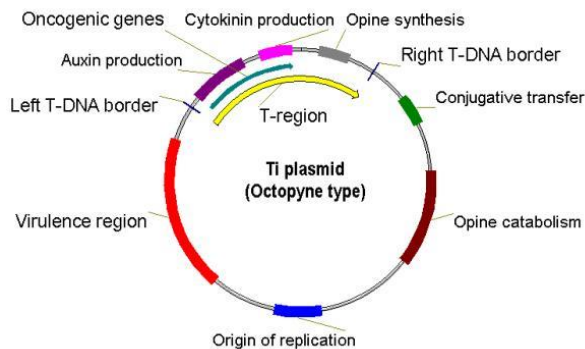 Oncogenic genes
Cytokinin production
Opine synthesis
Auxin production
Right T-DNA border
Left T-DNA border
Conjugative transfer
T-region
Ti plasmid
(Octopyne type)
Virulence region
Opine catabolism
Origin of replication